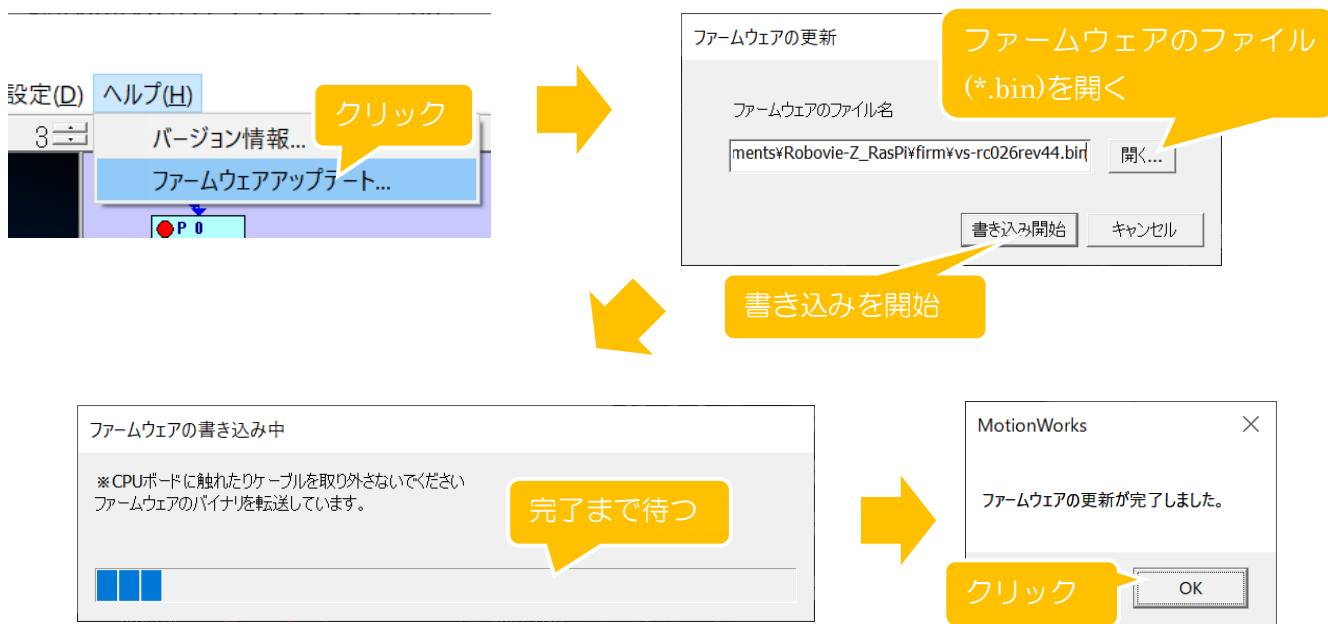 設定(D) ヘルプ(H)
クリック
3
バージョン情報...
ファームウェアアップデート...
P 0
ファームウェアの更新
ファームウェアのファイル
(*.bin)を開く
ファームウェアのファイル名
ments¥Robovie-Z_RasPi¥firm¥vs-rc026rev44.bin
開く...
書き込み開始
キャンセル
書き込みを開始
ファームウェアの書き込み中
※CPUボードに触れたりケーブルを取り外さないでください
ファームウェアのバイナリを転送しています。
完了まで待つ
MotionWorks
ファームウェアの更新が完了しました。
クリック
OK